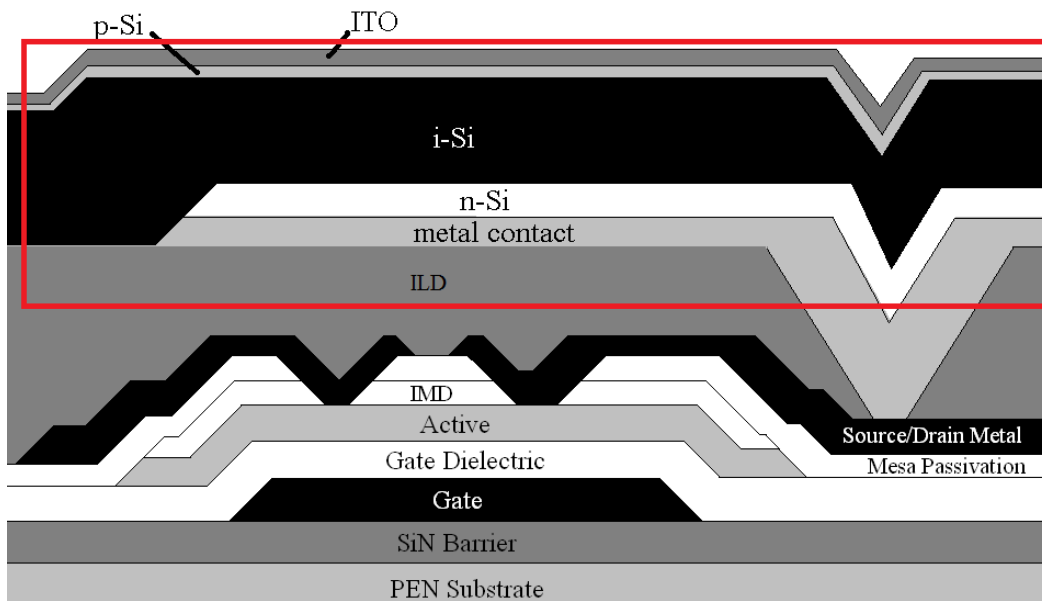 p-Si
ITO
i-Si
n-Si
metal contact
ILD
IMD
Active
Source/Drain Metal
Gate Dielectric
Mesa Passivation
Gate
SiN Barrier
PEN Substrate